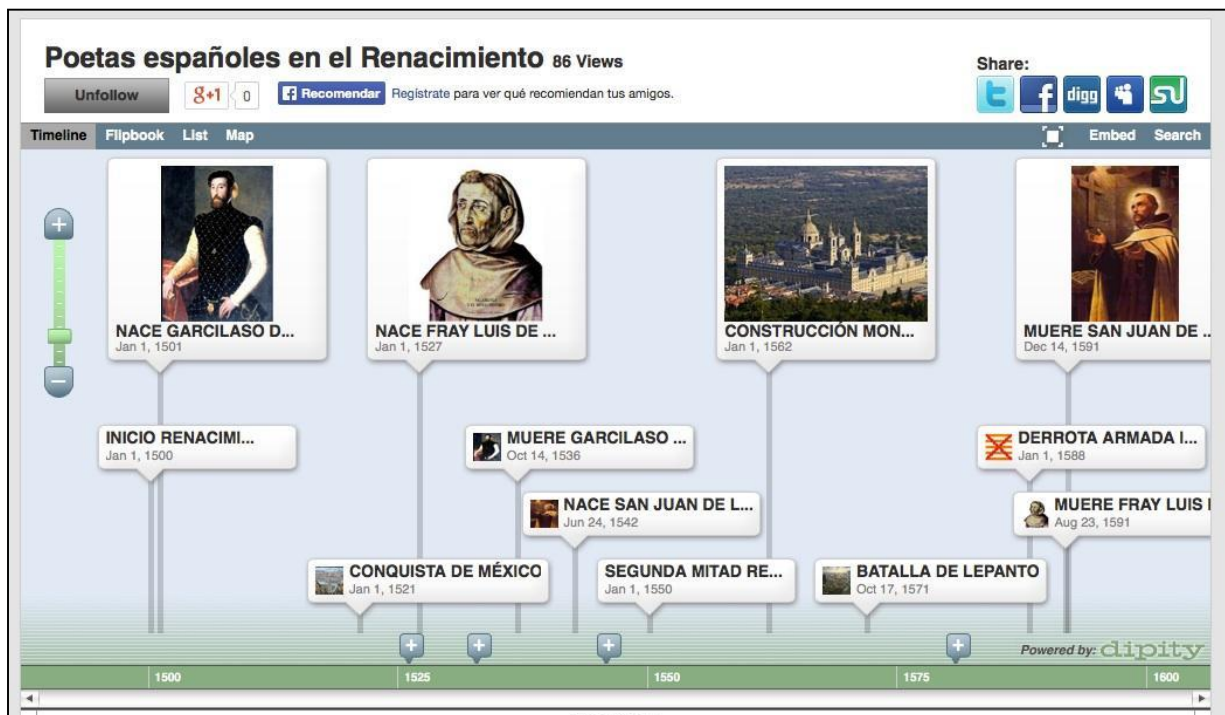 Poetas españoles en el Renacimiento 86 Views
Share:
Unfollow
g+1 0
f Recomendar Regístrate para ver qué recomiendan tus amigos.
digg
Timeline Flipbook List Map Embed Search
NACE GARCILASO D...
Jan 1, 1501
NACE FRAY LUIS DE ...
Jan 1, 1527
CONSTRUCCIÓN MON...
Jan 1, 1562
MUERE SAN JUAN DE ..
Dec 14, 1591
INICIO RENACIMI...
Jan 1, 1500
MUERE GARCILASO ...
Oct 14, 1536
DERROTA ARMADA I...
Jan 1, 1588
NACE SAN JUAN DE L...
Jun 24, 1542
MUERE FRAY LUIS
Aug 23, 1591
CONQUISTA DE MÉXICO
Jan 1, 1521
SEGUNDA MITAD RE...
Jan 1, 1550
BATALLA DE LEPANTO
Oct 17, 1571
Powered by: dipity
1500 1525 1550 1575 1600